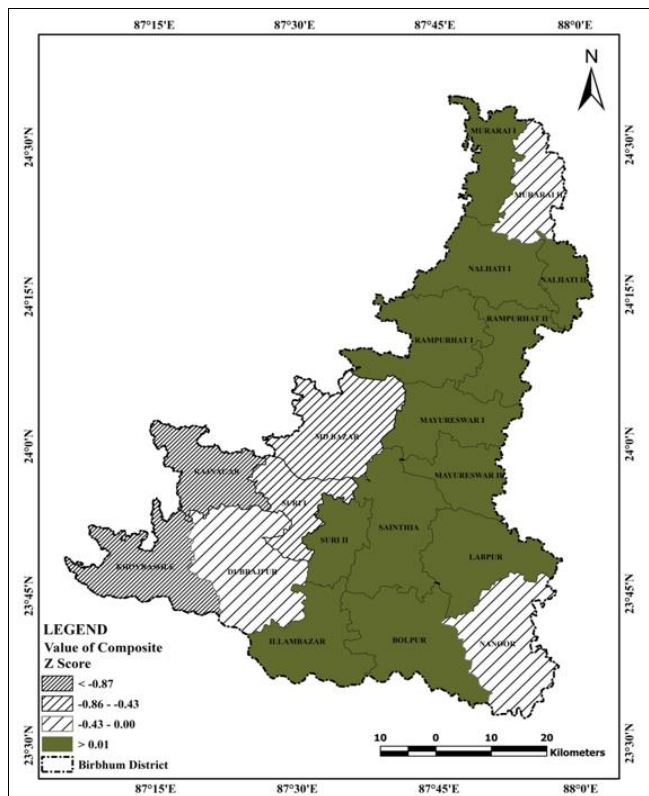 87°15'E 87°30'E 87°45'E 88°0'E
N
24°30'N
24°30'N
MURARAI I
MURARAI II
NALHATI I
NALHATI II
24°15'N
24°15'N
RAMPURHAT II
RAMPURHAT I
MAYURESWAR I
24°0'N
24°0'N
MD.BAZAR
MAYURESWAR II
SURI I
SAINTHIA
SURI II
LABPUR
KHOYRASOLE
DUBRAJPUR
23°45'N
23°45'N
ILLAMBAZAR
BOLPUR
NANOOR
LEGEND
Value of Composite
Z Score
< -0.87
-0.86 - -0.43
-0.43 - 0.00
> 0.01
Birbhum District
10 0 10 20
Kilometers
23°30'N
23°30'N
87°15'E 87°30'E 87°45'E 88°0'E